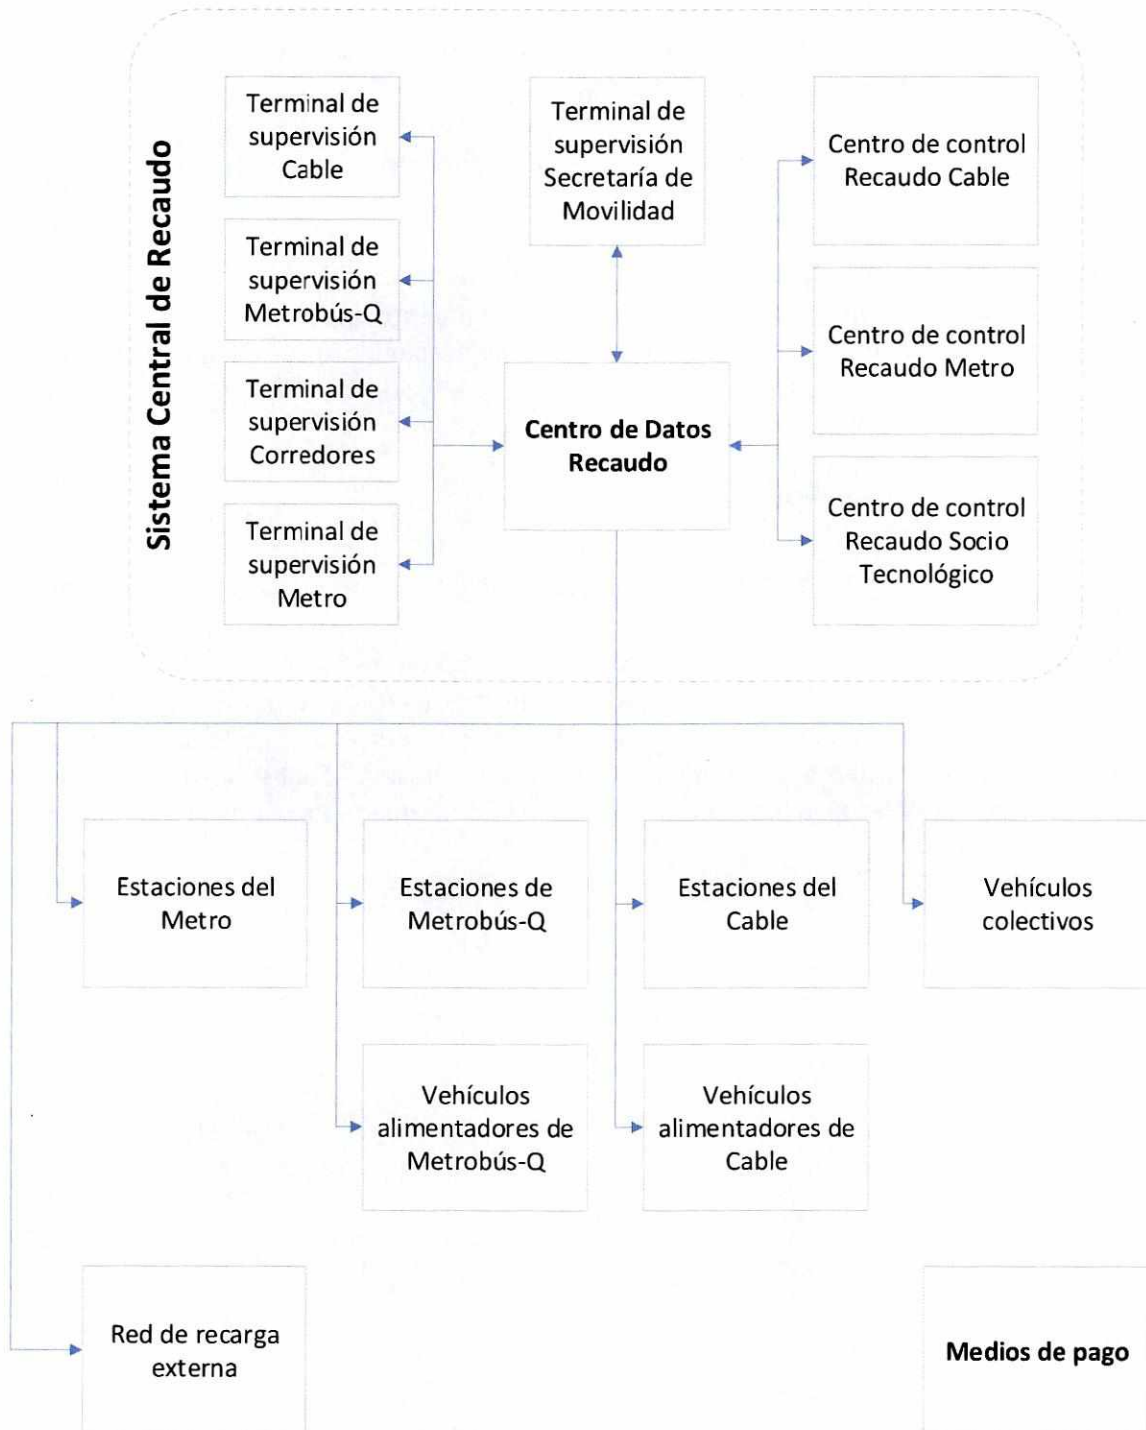 Sistema Central de Recaudo
Terminal de
supervisión
Cable
Terminal de
supervisión
Metrobús-Q
Terminal de
supervisión
Corredores
Terminal de
supervisión
Metro
Terminal de
supervisión
Secretaría de
Movilidad
Centro de Datos
Recaudo
Centro de control
Recaudo Cable
Centro de control
Recaudo Metro
Centro de control
Recaudo Socio
Tecnológico
Estaciones del
Metro
Estaciones de
Metrobús-Q
Estaciones del
Cable
Vehículos
colectivos
Vehículos
alimentadores de
Metrobús-Q
Vehículos
alimentadores de
Cable
Red de recarga
externa
Medios de pago